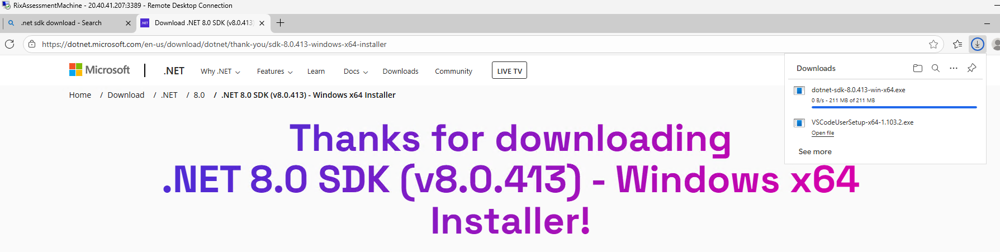 RixAssessmentMachine - 20.40.41.207:3389 - Remote Desktop Connection
.net sdk download - Search
Download .NET 8.0 SDK (v8.0.413)
https://dotnet.microsoft.com/en-us/download/dotnet/thank-you/sdk-8.0.413-windows-x64-installer
Microsoft
.NET
Why .NET
Features
Learn
Docs
Downloads
Community
LIVE TV
Home / Download / .NET / 8.0 / .NET 8.0 SDK (v8.0.413) - Windows x64 Installer
Downloads
dotnet-sdk-8.0.413-win-x64.exe
0 B/s - 211 MB of 211 MB
VSCodeUserSetup-x64-1.103.2.exe
Open file
See more
Thanks for downloading
.NET 8.0 SDK (v8.0.413) - Windows x64
Installer!